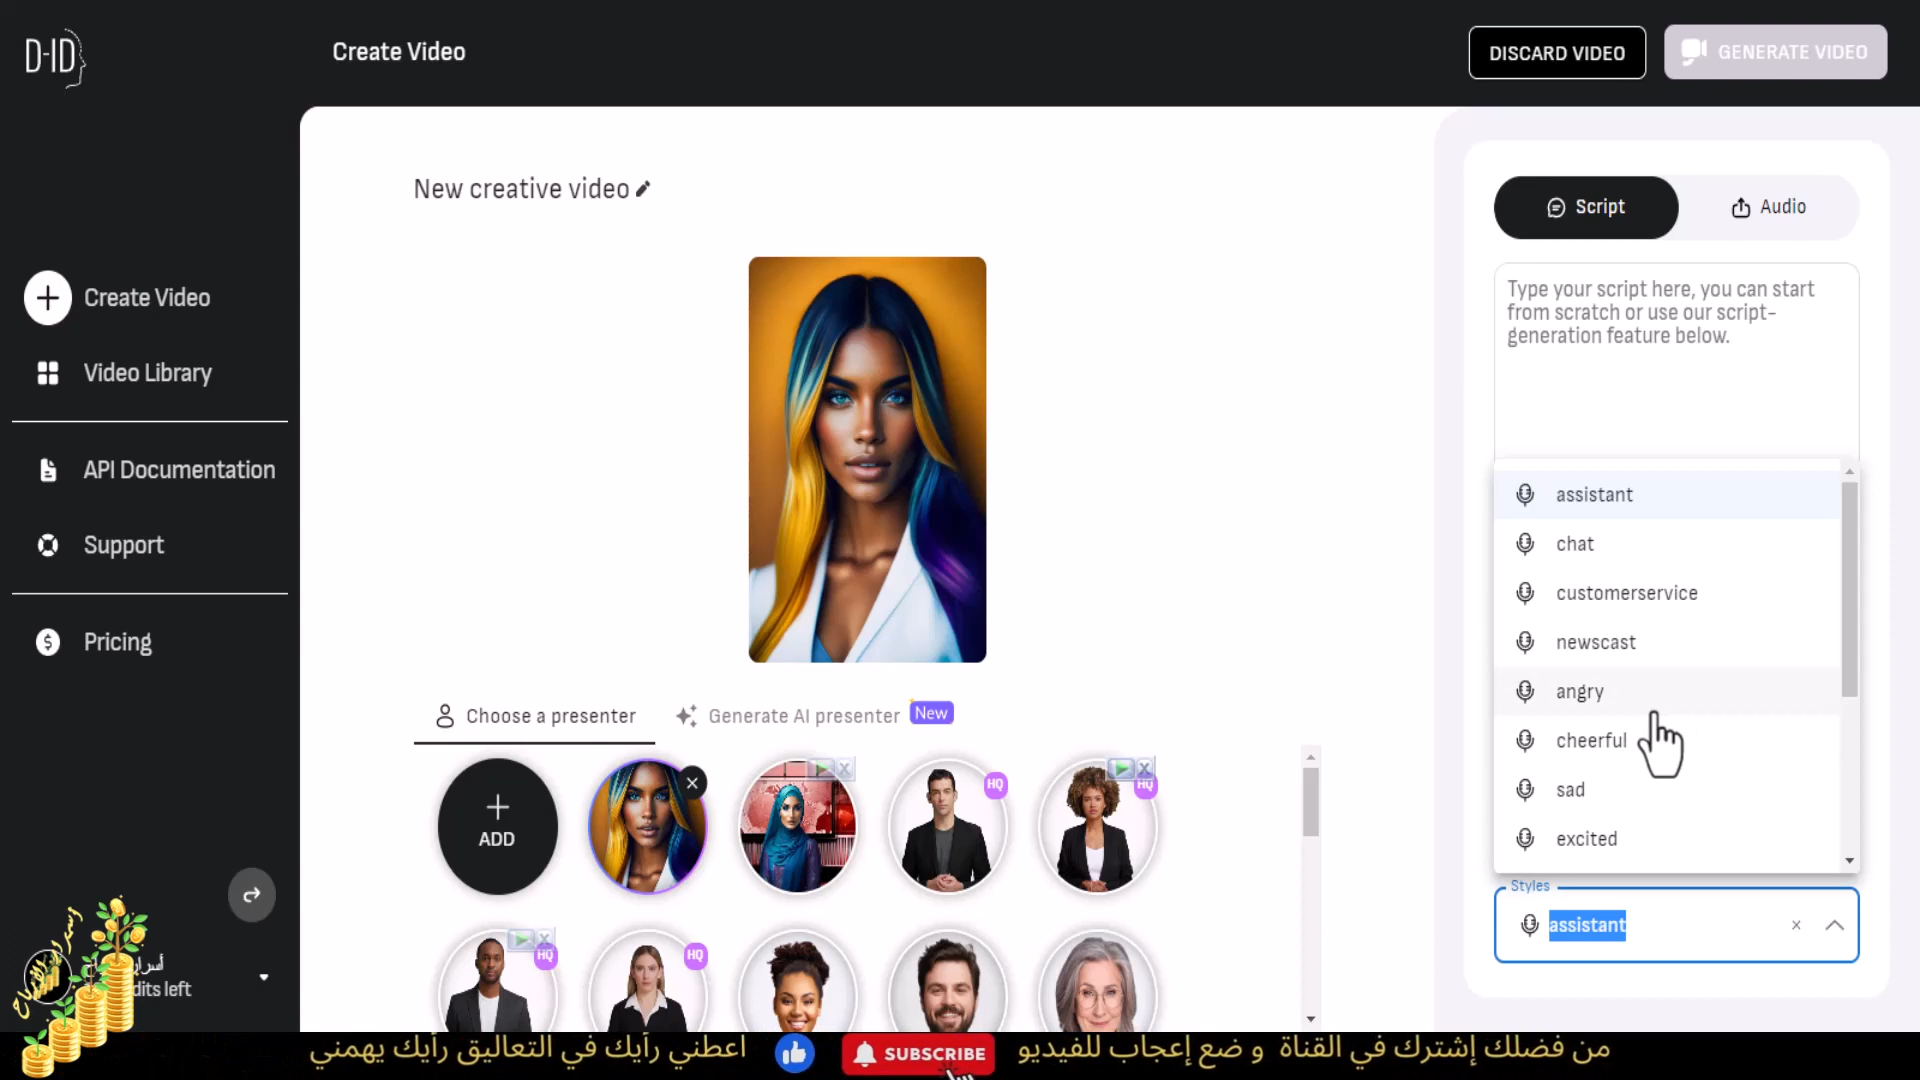 D-ID
Create Video
DISCARD VIDEO
GENERATE VIDEO
New creative video
Script
Audio
Create Video
Type your script here, you can start
from scratch or use our script-
generation feature below.
Video Library
API Documentation
assistant
chat
Support
customerservice
newscast
Pricing
angry
Choose a presenter
Generate AI presenter
New
cheerful
sad
HQ
HQ
ADD
excited
Styles
assistant
HQ
HQ
أسرار
dits left
من فضلك إشترك في القناة و ضع إعجاب للفيديو
SUBSCRIBE
اعطني رأيك في التعاليق رأيك يهمني